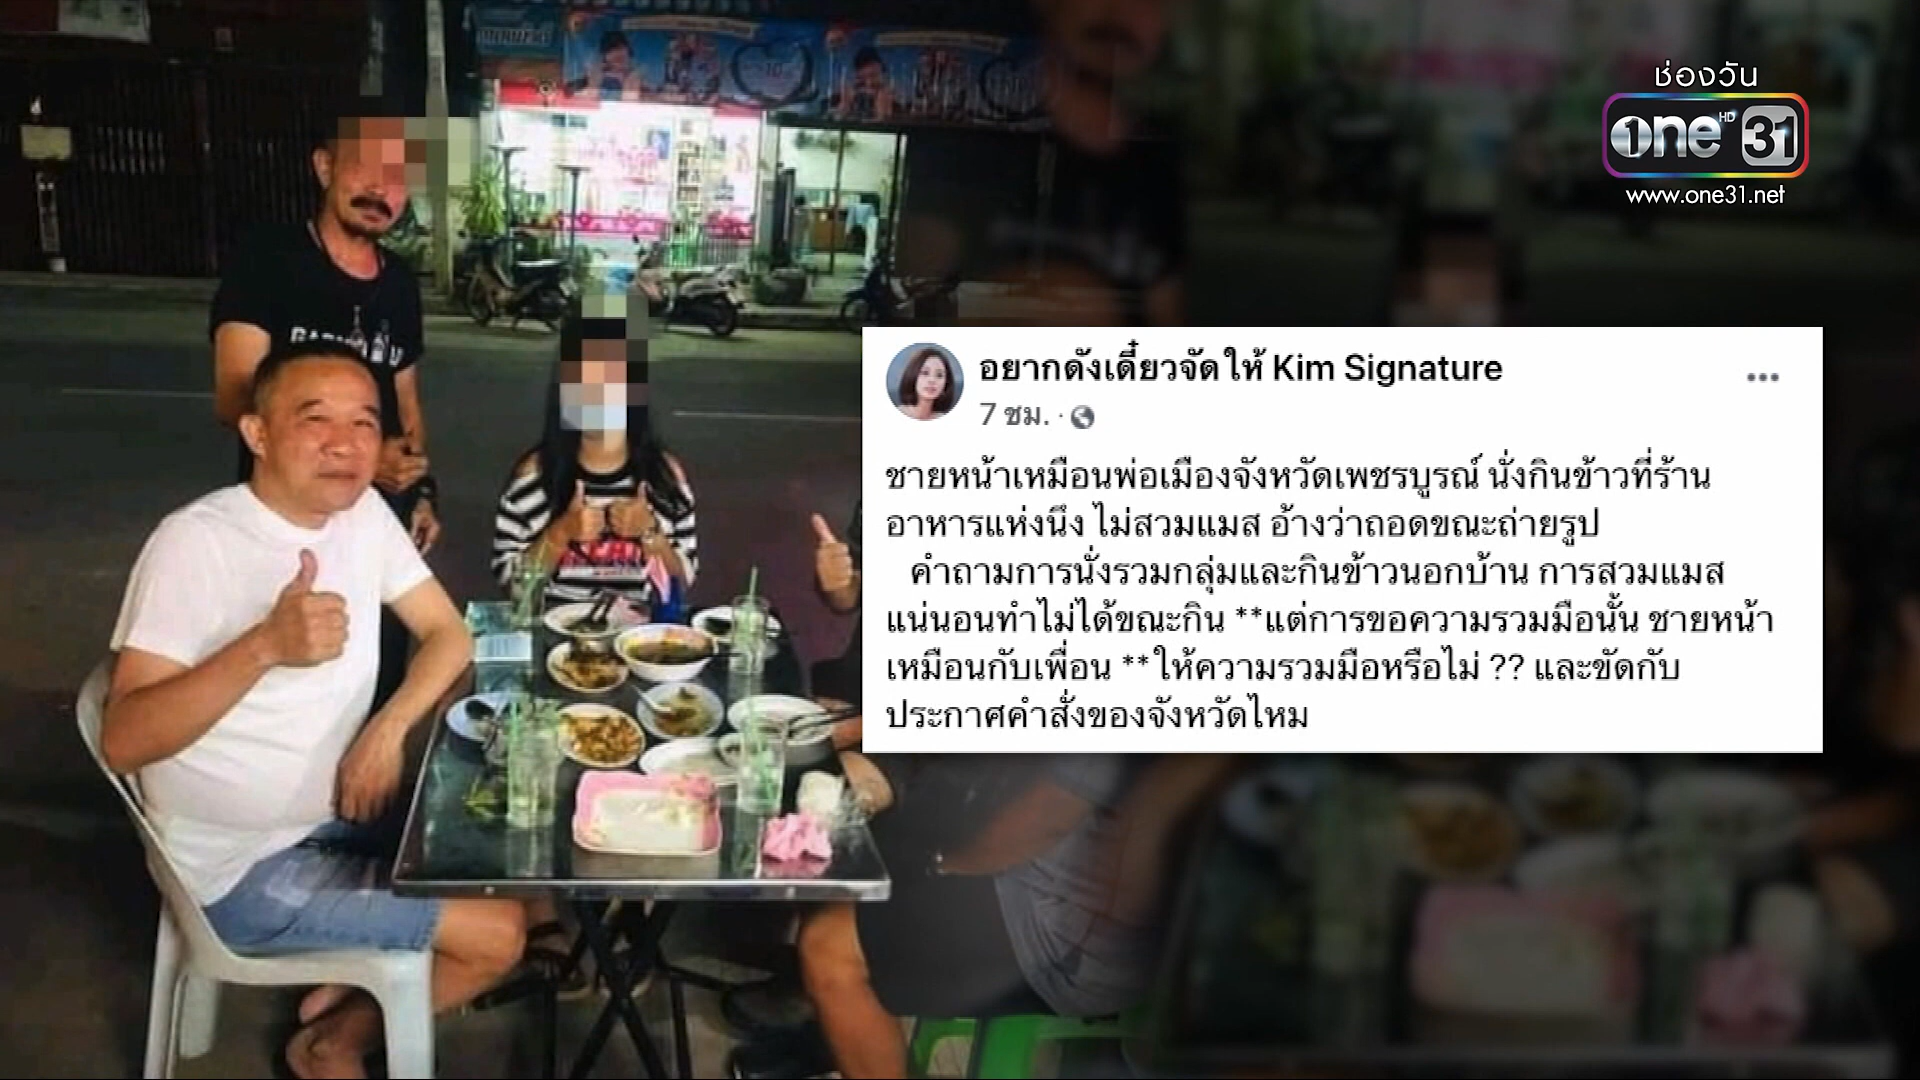 ช่องวัน
one HD 31
www.one31.net
อยากดังเดี๋ยวจัดให้ Kim Signature
7 ชม. ·
ชายหน้าเหมือนพ่อเมืองจังหวัดเพชรบูรณ์ นั่งกินข้าวที่ร้าน
อาหารแห่งนึง ไม่สวมแมส อ้างว่าถอดขณะถ่ายรูป
คำถามการนั่งรวมกลุ่มและกินข้าวนอกบ้าน การสวมแมส
แน่นอนทำไม่ได้ขณะกิน **แต่การขอความรวมมือนั้น ชายหน้า
เหมือนกับเพื่อน **ให้ความรวมมือหรือไม่ ?? และขัดกับ
ประกาศคำสั่งของจังหวัดไหม